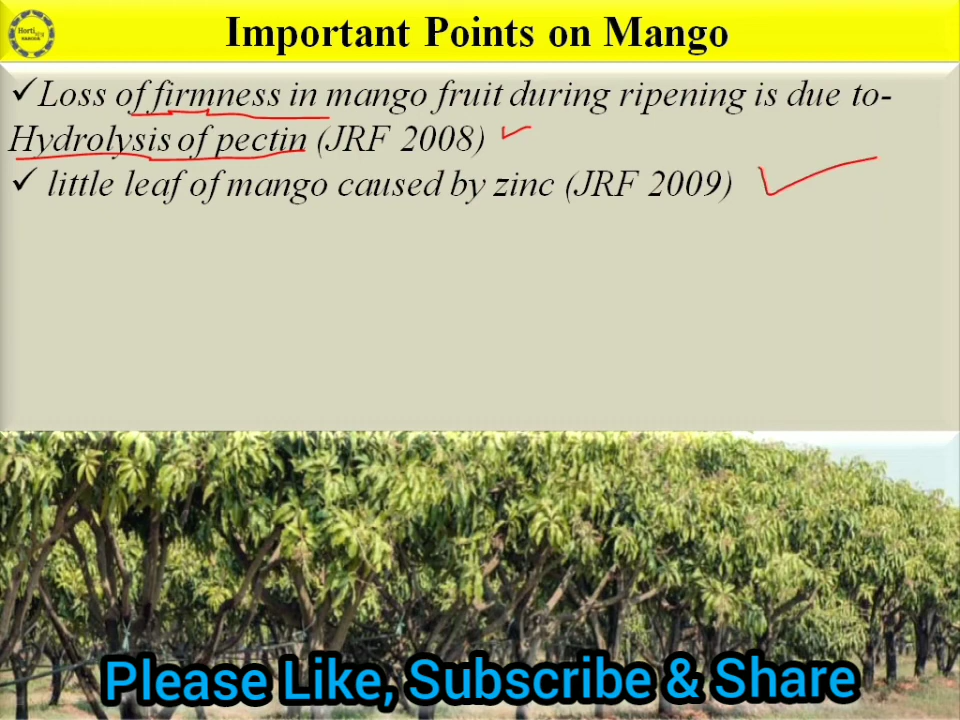 Important Points on Mango
✓Loss of firmness in mango fruit during ripening is due to-
Hydrolysis of pectin (JRF 2008)
✓ little leaf of mango caused by zinc (JRF 2009)
Please Like, Subscribe & Share